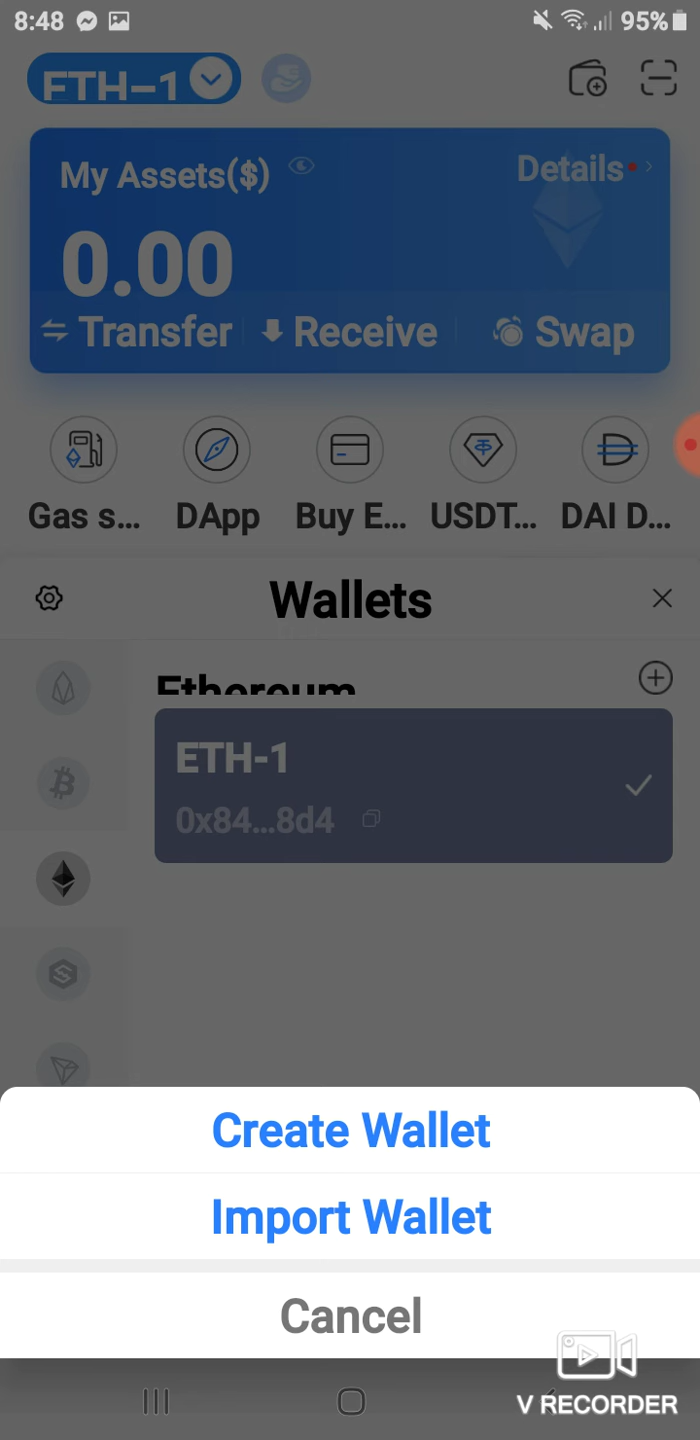 8:48 95%
ETH-1
My Assets($) Details
0.00
Transfer Receive Swap
Gas s... DApp Buy E... USDT... DAI D...
Wallets
Ethereum
ETH-1
0x84...8d4
Create Wallet
Import Wallet
Cancel
V RECORDER